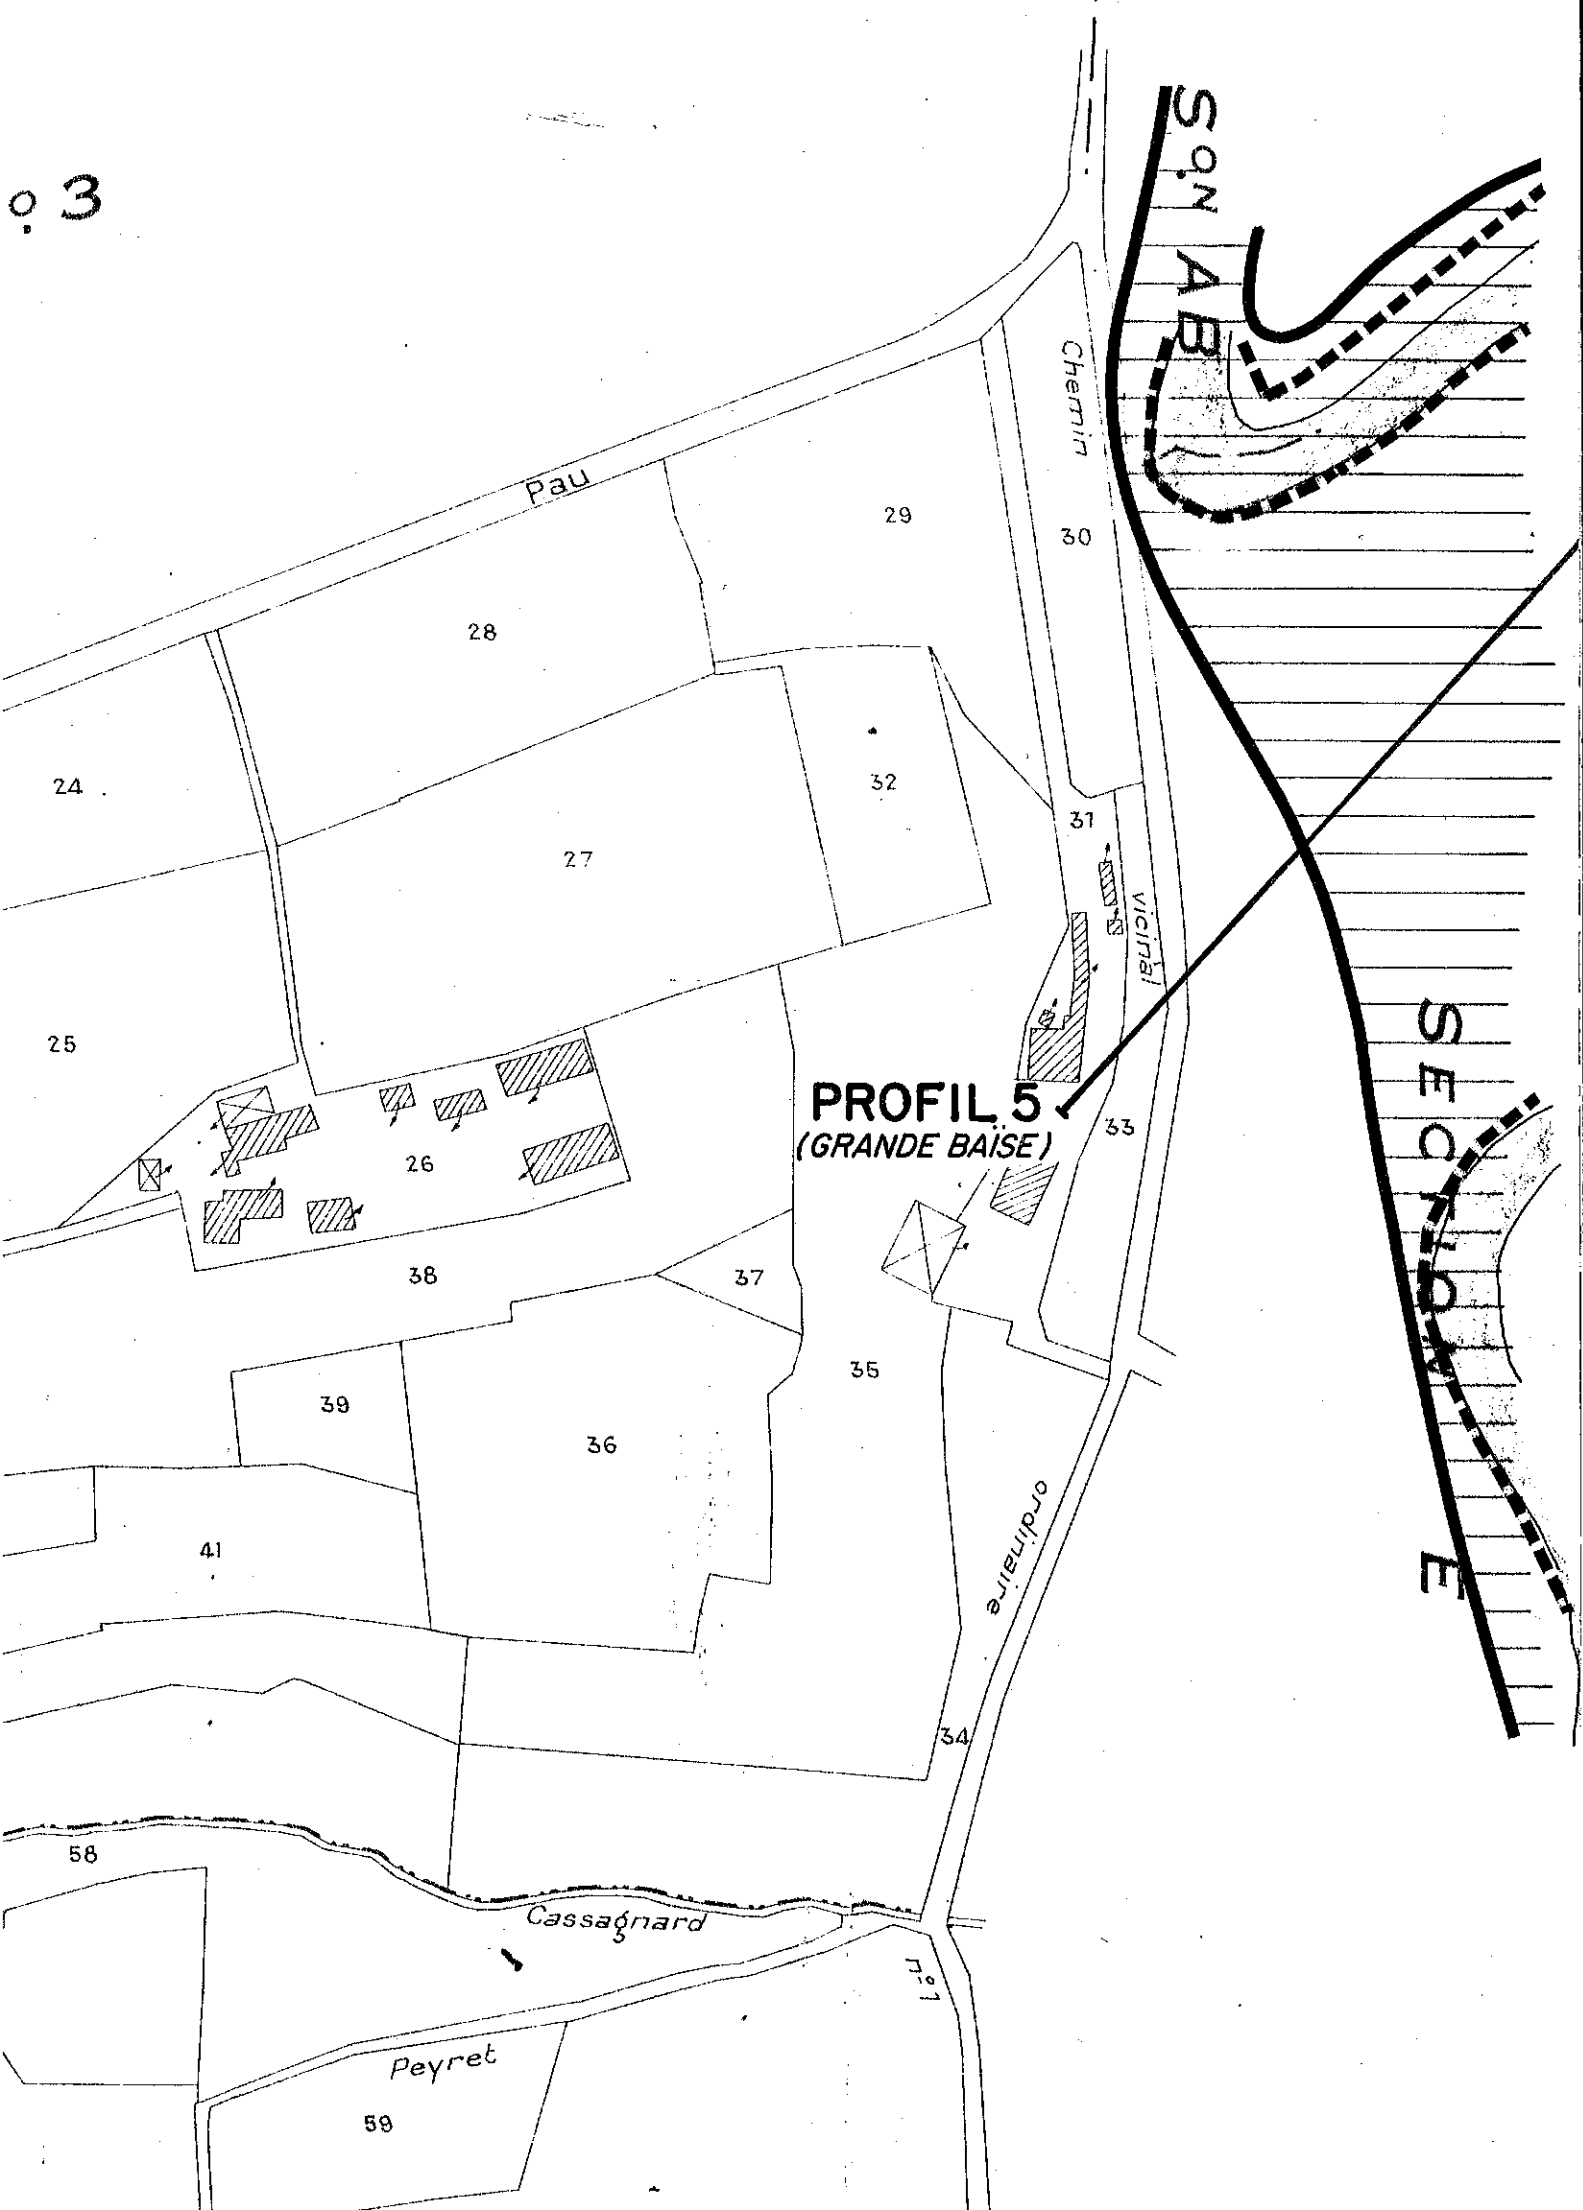 º 3
Sºⁿ AB
Chemin
Pau
29
30
28
24
32
31
27
vicinal
SECTION E
25
PROFIL 5
(GRANDE BAÏSE)
33
26
38
37
35
39
36
ordinaire
41
34
58
Cassagnard
nº1
Peyret
59